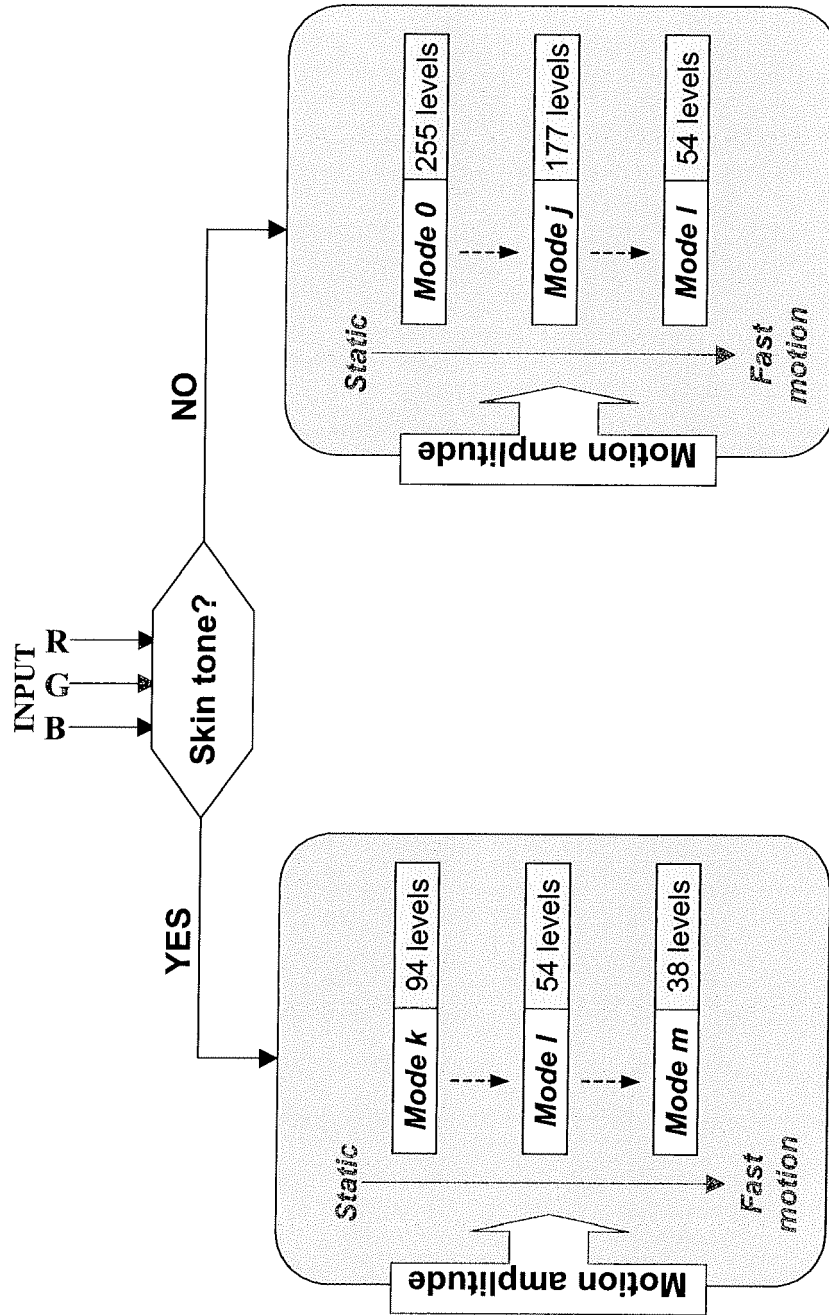 INPUT
B G R
Skin tone?
YES
NO
Motion amplitude
Static
Mode k 94 levels
Mode l 54 levels
Mode m 38 levels
Fast
motion
Motion amplitude
Static
Mode 0 255 levels
Mode j 177 levels
Mode l 54 levels
Fast
motion